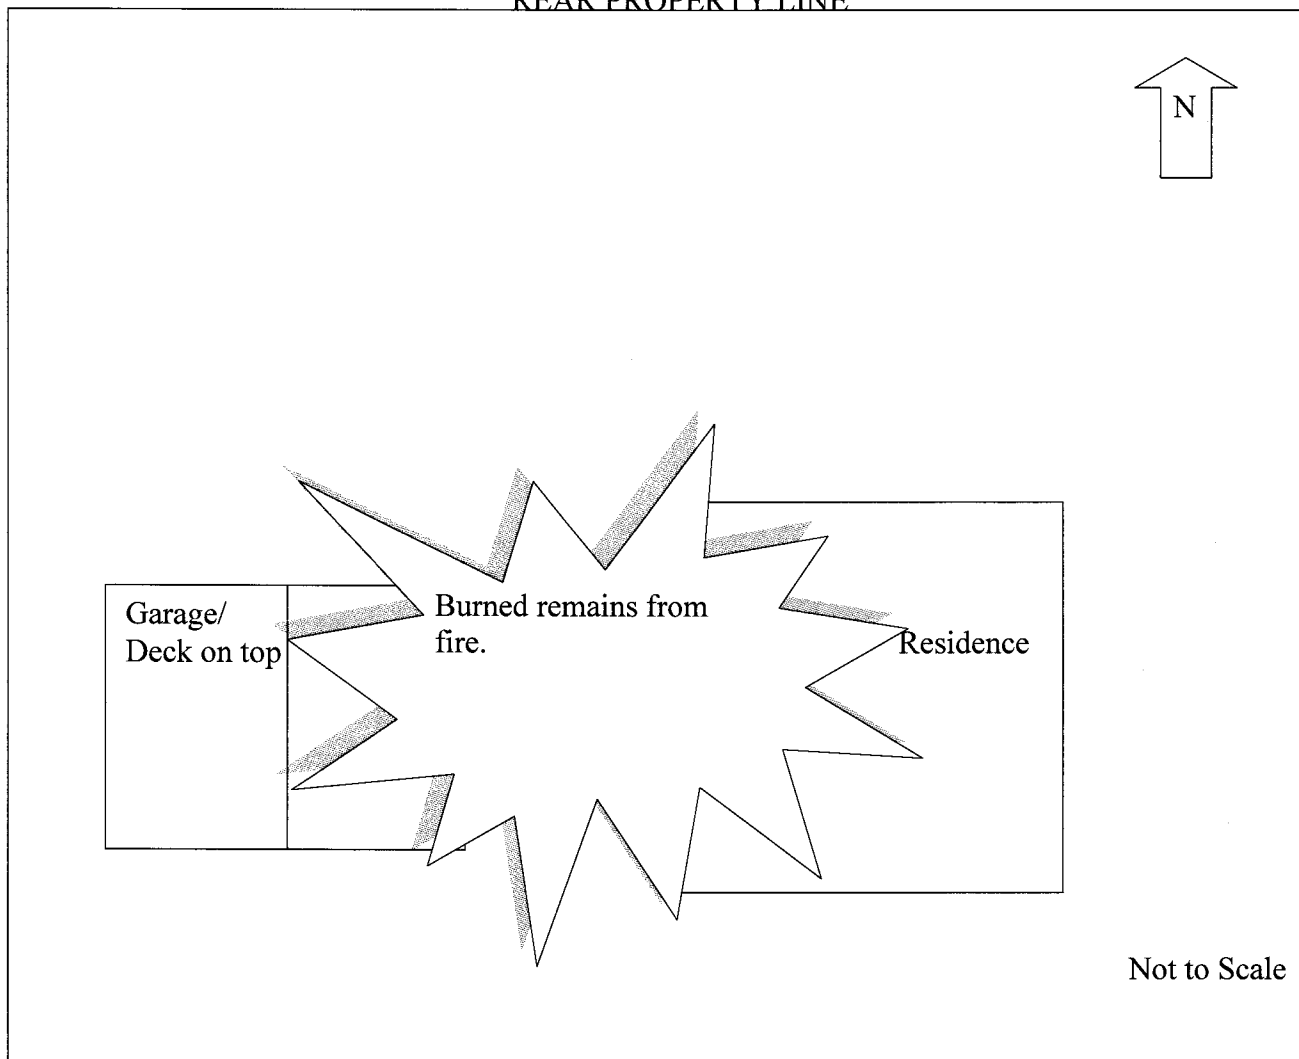 REAR PROPERTY LINE
N
Garage/
Deck on top
Burned remains from
fire.
Residence
Not to Scale